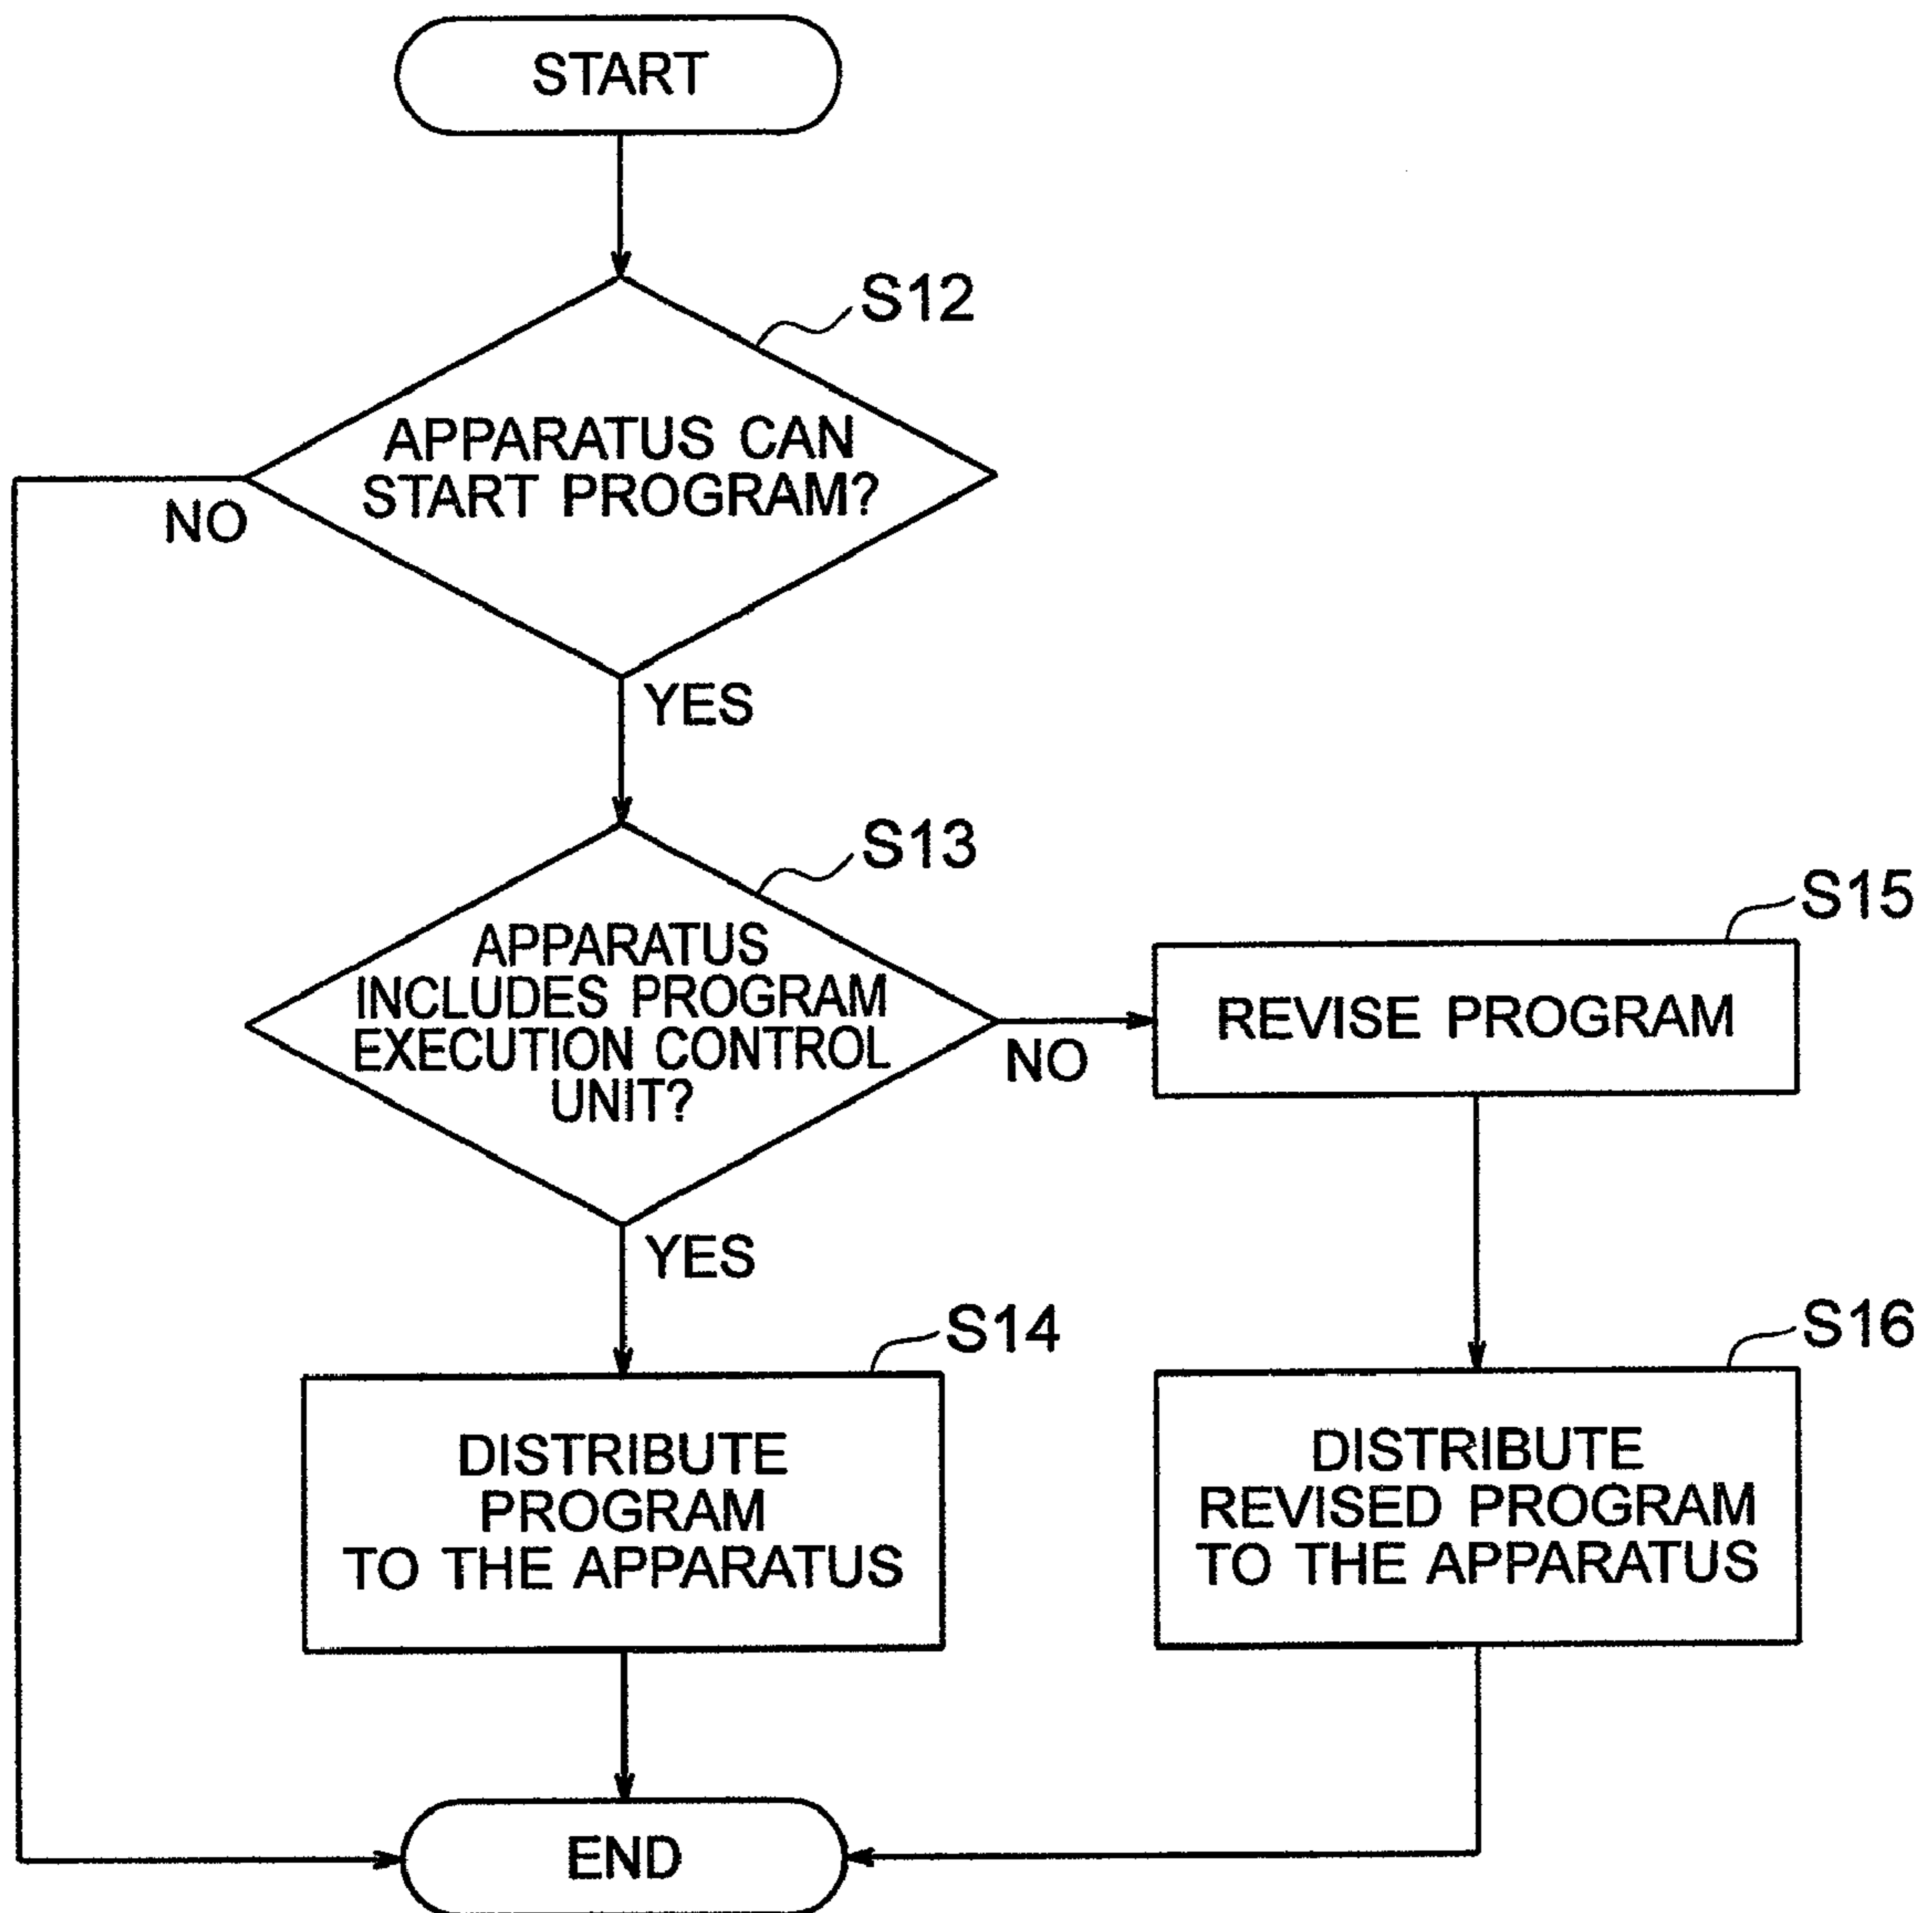 START
S12
APPARATUS CAN
START PROGRAM?
NO
YES
S13
APPARATUS
INCLUDES PROGRAM
EXECUTION CONTROL
UNIT?
NO
S15
REVISE PROGRAM
YES
S14
DISTRIBUTE
PROGRAM
TO THE APPARATUS
S16
DISTRIBUTE
REVISED PROGRAM
TO THE APPARATUS
END